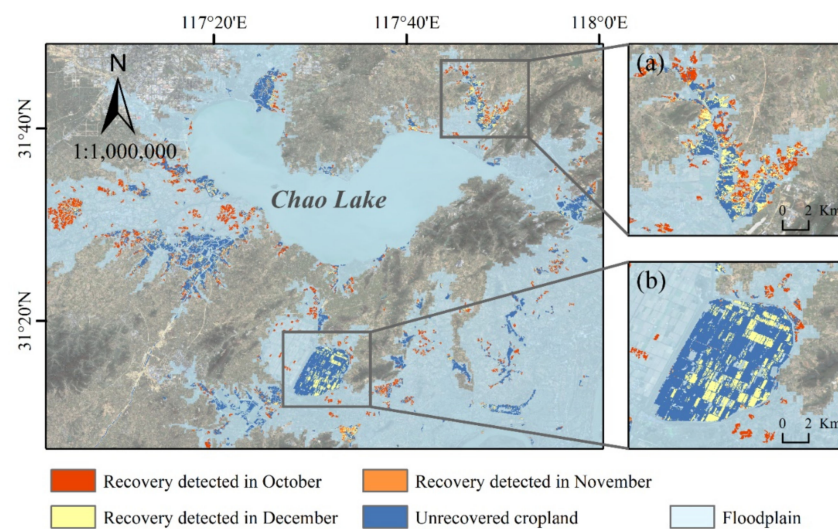 117°20'E 117°40'E 118°0'E
N
1:1,000,000
31°40'N
31°20'N
Chao Lake
(a)
0 2 Km
(b)
0 2 Km
Recovery detected in October
Recovery detected in November
Recovery detected in December
Unrecovered cropland
Floodplain